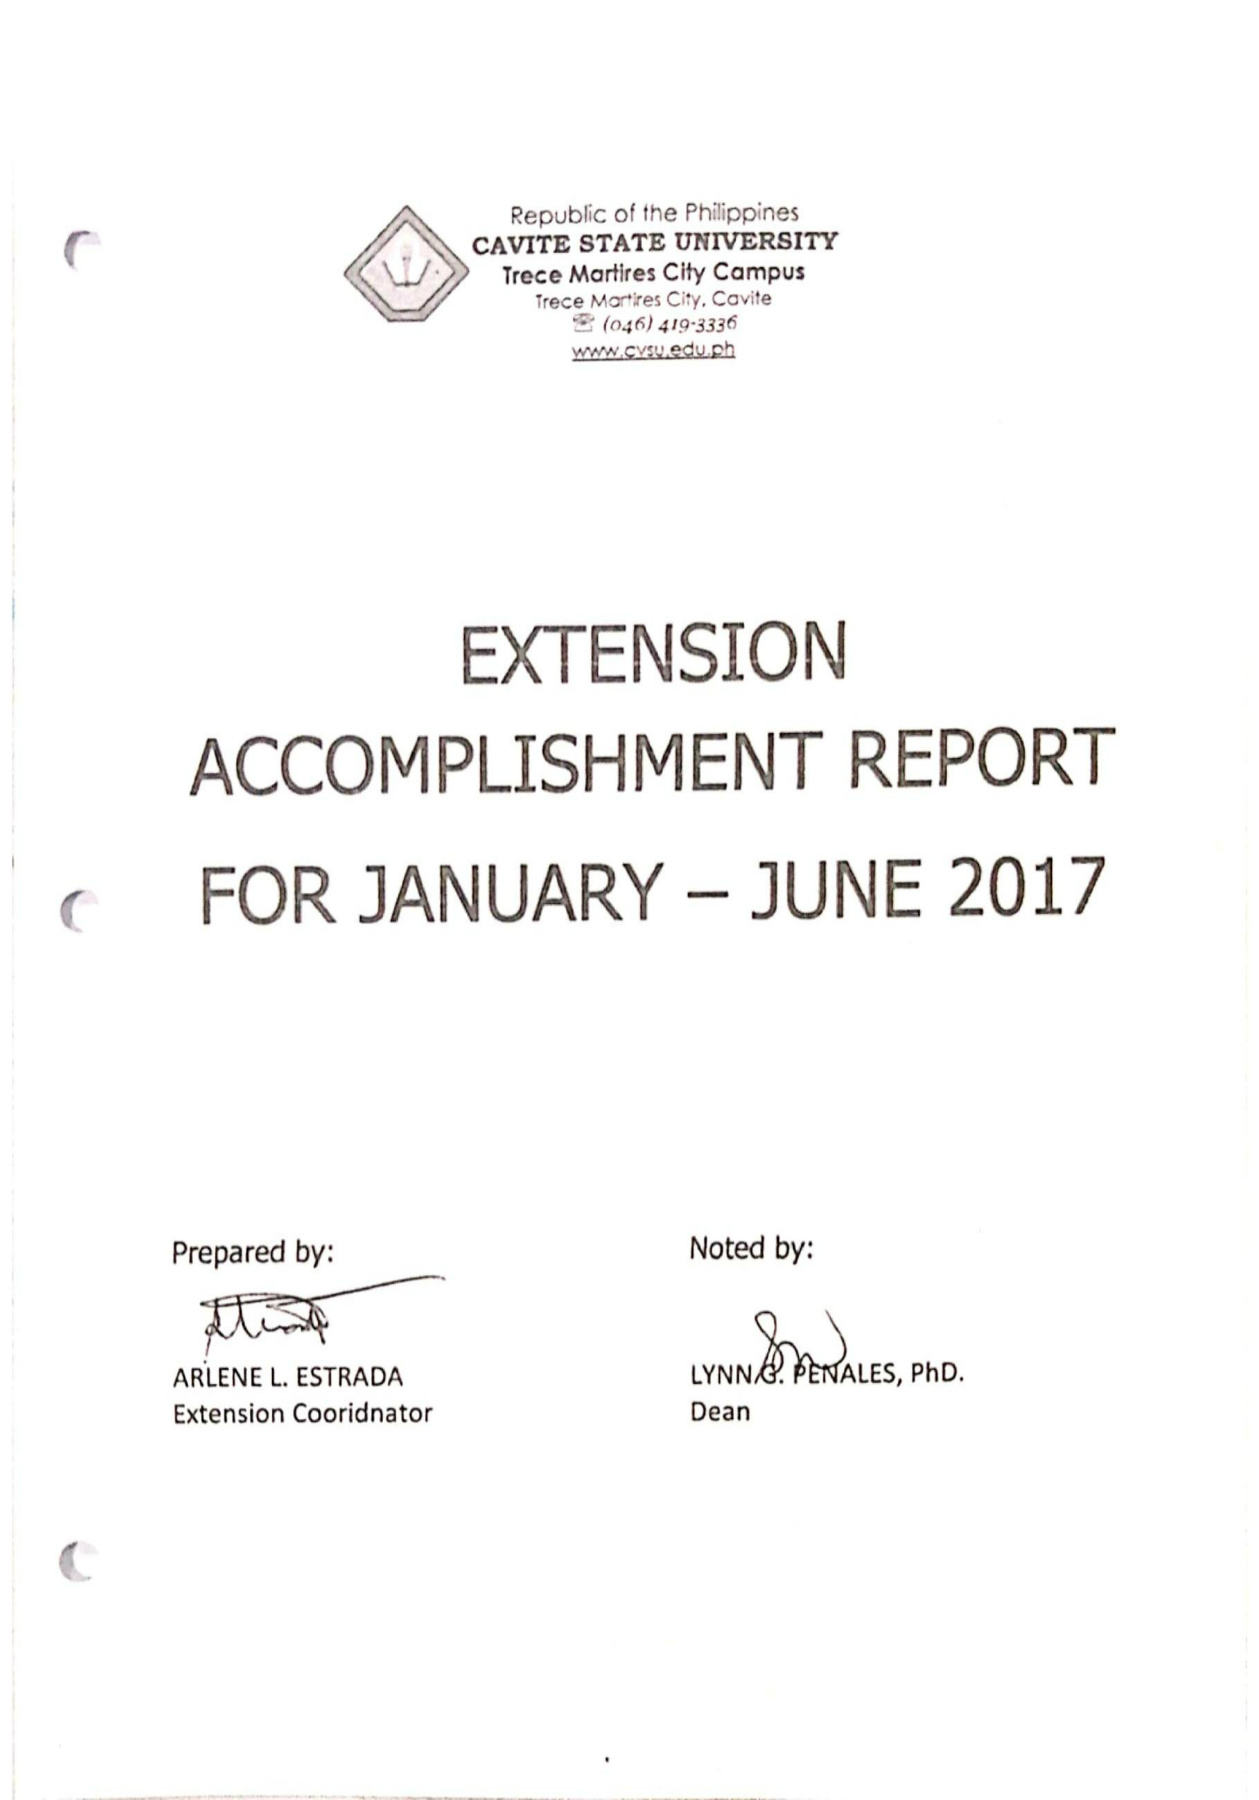 Republic of the Philippines
CAVITE STATE UNIVERSITY
Trece Martires City Campus
Trece Martires City, Cavite
☎ (046) 419-3336
www.cvsu.edu.ph
EXTENSION
ACCOMPLISHMENT REPORT
FOR JANUARY – JUNE 2017
Prepared by:
ARLENE L. ESTRADA
Extension Cooridnator
Noted by:
LYNN G. PENALES, PhD.
Dean